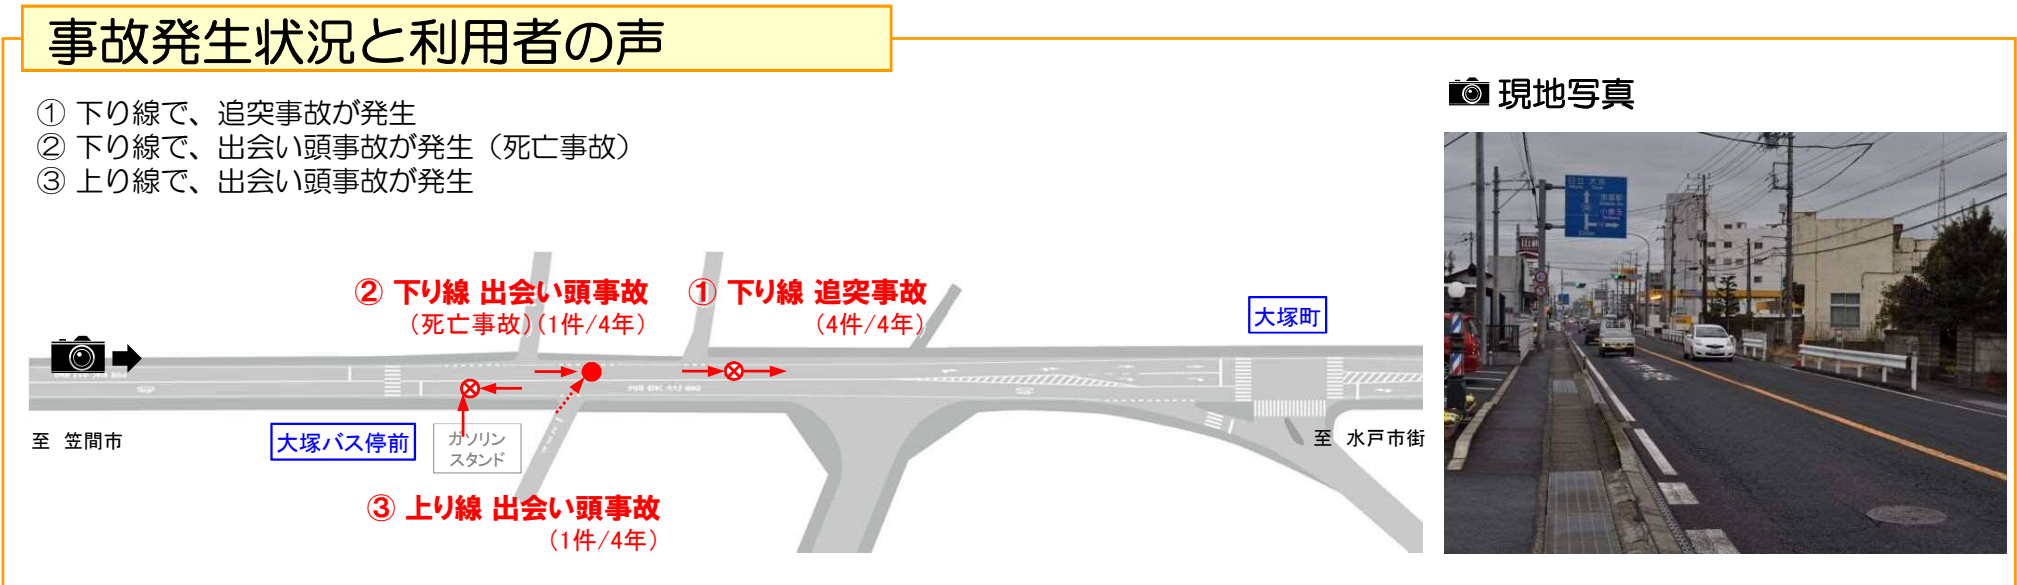 事故発生状況と利用者の声
① 下り線で、追突事故が発生
② 下り線で、出会い頭事故が発生（死亡事故）
③ 上り線で、出会い頭事故が発生
現地写真
② 下り線 出会い頭事故
（死亡事故）（1件/4年）
① 下り線 追突事故
（4件/4年）
大塚町
至 笠間市
大塚バス停前
ガソリン
スタンド
至 水戸市街
③ 上り線 出会い頭事故
（1件/4年）